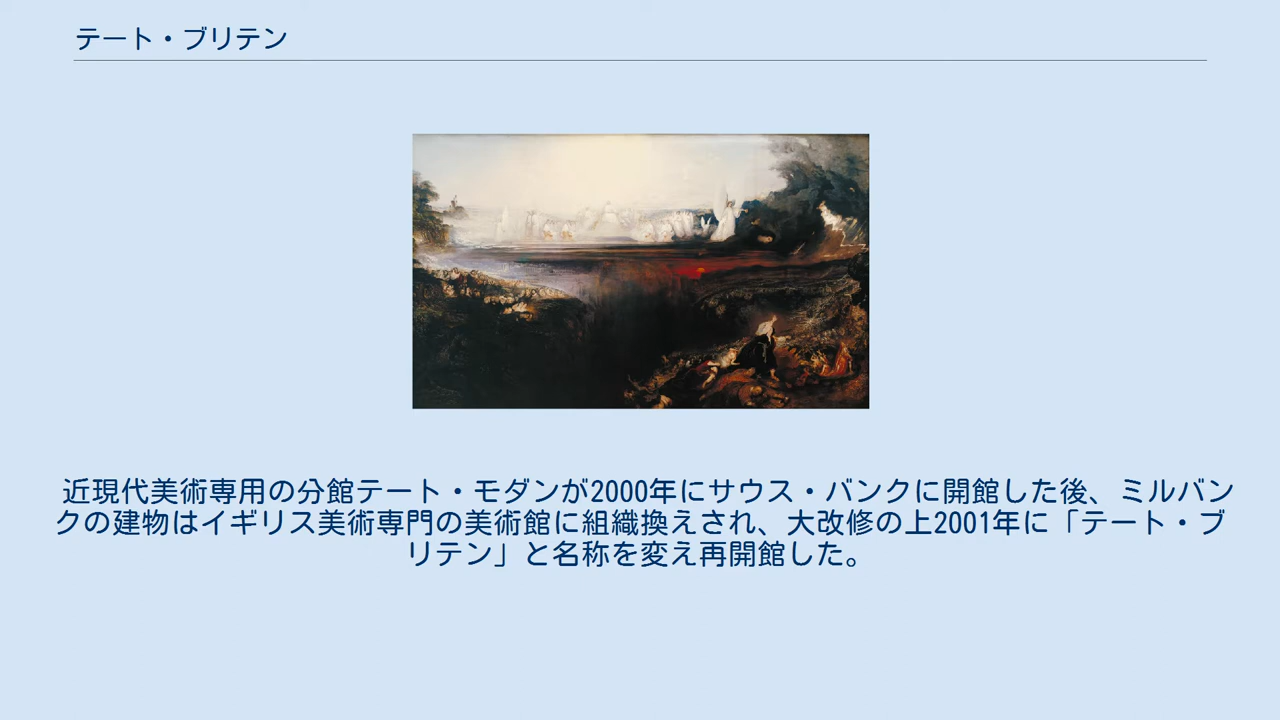 テート・ブリテン
近現代美術専用の分館テート・モダンが2000年にサウス・バンクに開館した後、ミルバン
クの建物はイギリス美術専門の美術館に組織換えされ、大改修の上2001年に「テート・ブ
リテン」と名称を変え再開館した。